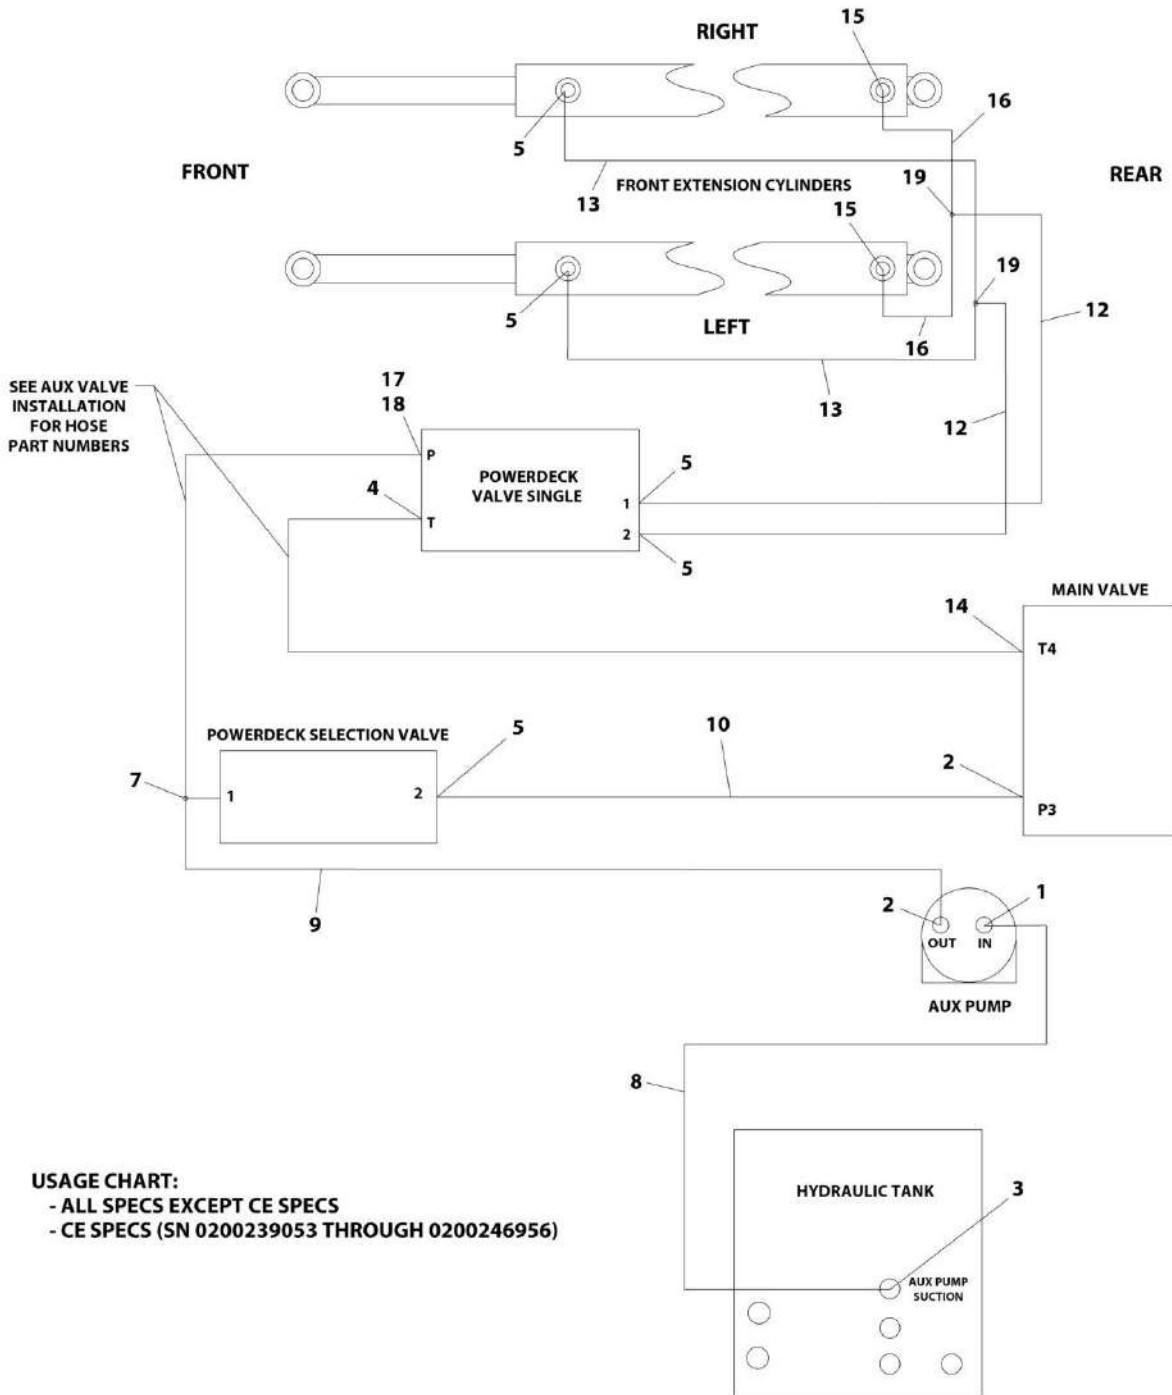 15
RIGHT
16
5
FRONT
REAR
13
FRONT EXTENSION CYLINDERS
19
15
19
5
LEFT
16
12
13
12
SEE AUX VALVE
INSTALLATION
FOR HOSE
PART NUMBERS
17
18
P
POWERDECK
VALVE SINGLE
5
4
T
1
2
5
MAIN VALVE
14
T4
POWERDECK SELECTION VALVE
5
10
2
7
1
2
P3
9
2
1
OUT
IN
AUX PUMP
8
HYDRAULIC TANK
3
AUX PUMP
SUCTION
USAGE CHART:
- ALL SPECS EXCEPT CE SPECS
- CE SPECS (SN 0200239053 THROUGH 0200246956)